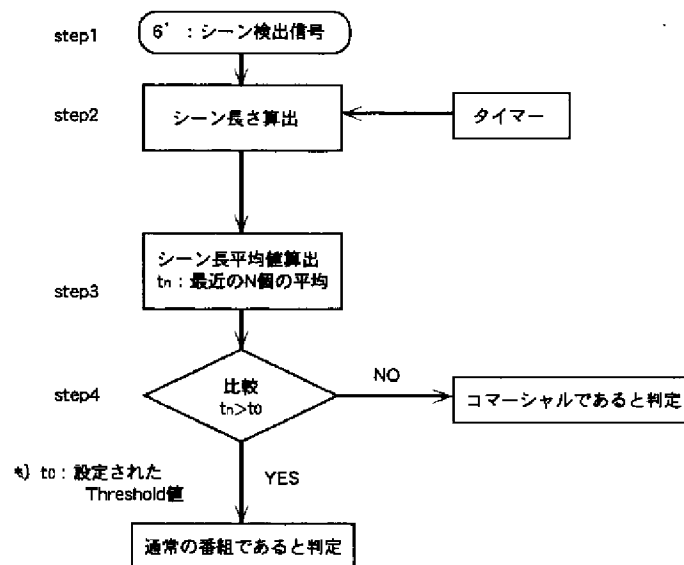 step1
6’：シーン検出信号
step2
シーン長さ算出
タイマー
step3
シーン長平均値算出
tn：最近のN個の平均
step4
比較
tn>t0
NO
コマーシャルであると判定
*) t0：設定された
Threshold値
YES
通常の番組であると判定